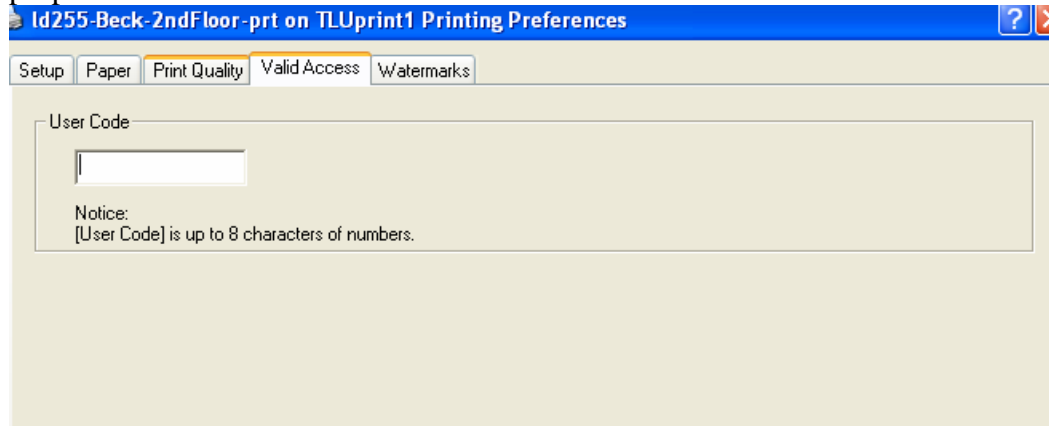 ld255-Beck-2ndFloor-prt on TLUprint1 Printing Preferences
Setup Paper Print Quality Valid Access Watermarks
User Code
Notice:
[User Code] is up to 8 characters of numbers.